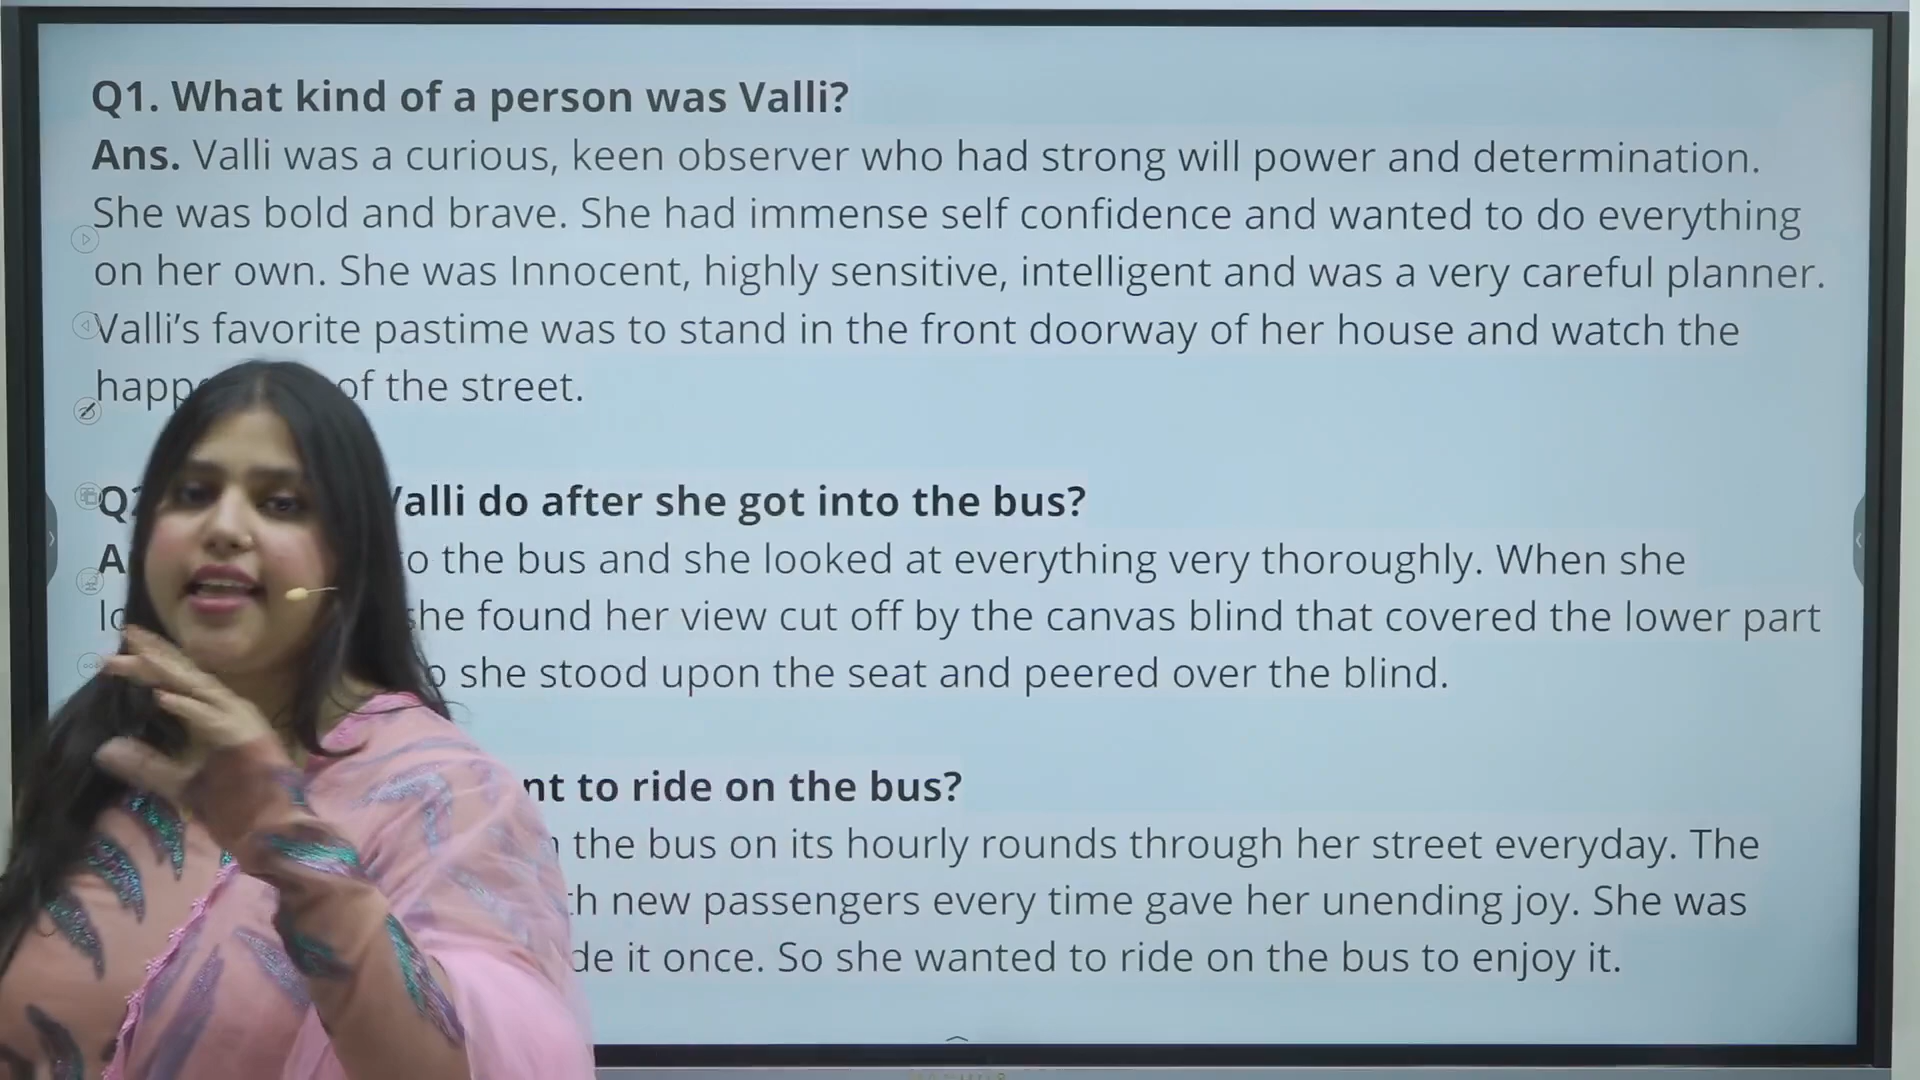 Q1. What kind of a person was Valli?
Ans. Valli was a curious, keen observer who had strong will power and determination.
She was bold and brave. She had immense self confidence and wanted to do everything
on her own. She was Innocent, highly sensitive, intelligent and was a very careful planner.
Valli’s favorite pastime was to stand in the front doorway of her house and watch the
of the street.
Valli do after she got into the bus?
the bus and she looked at everything very thoroughly. When she
she found her view cut off by the canvas blind that covered the lower part
she stood upon the seat and peered over the blind.
to ride on the bus?
the bus on its hourly rounds through her street everyday. The
new passengers every time gave her unending joy. She was
it once. So she wanted to ride on the bus to enjoy it.